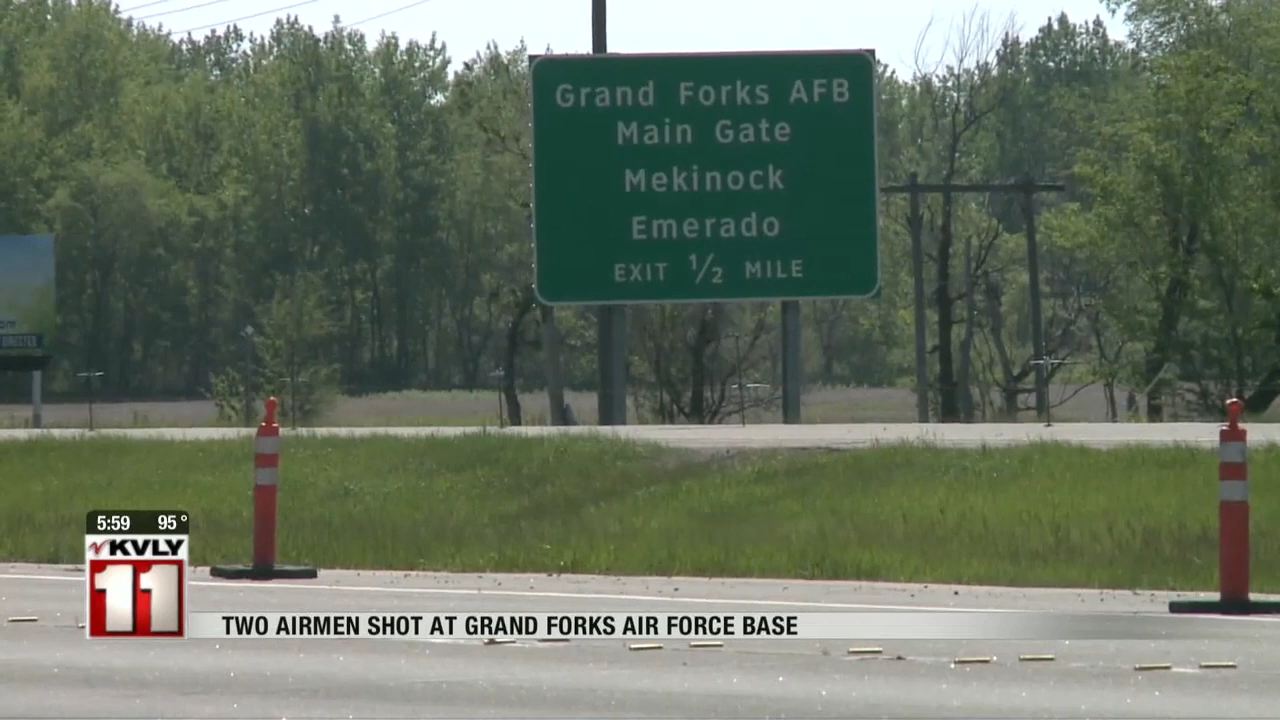 Grand Forks AFB
Main Gate
Mekinock
Emerado
EXIT 1/2 MILE
5:59 95°
KVLY
11
TWO AIRMEN SHOT AT GRAND FORKS AIR FORCE BASE